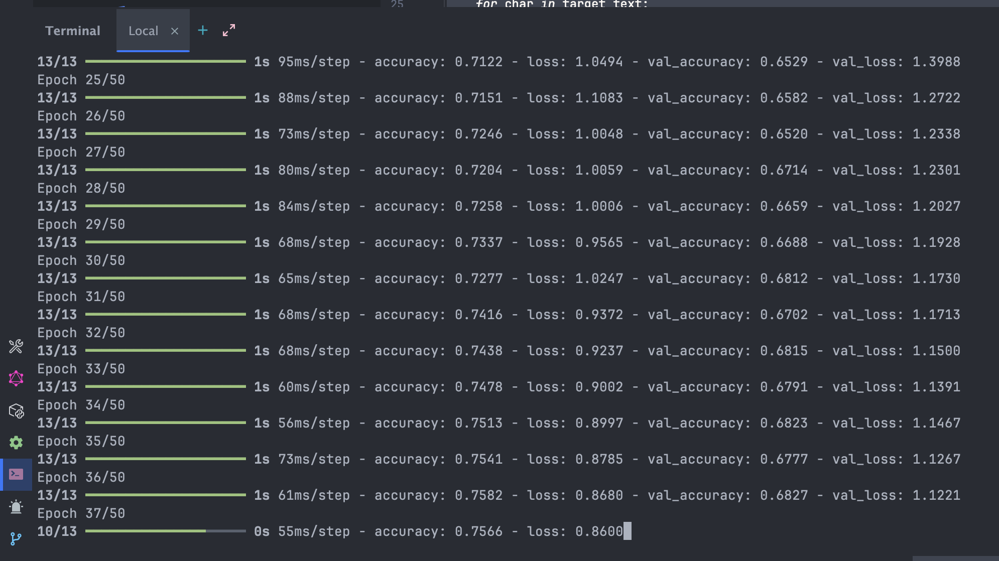 25 for char in target_text:
Terminal Local × +
13/13 1s 95ms/step - accuracy: 0.7122 - loss: 1.0494 - val_accuracy: 0.6529 - val_loss: 1.3988
Epoch 25/50
13/13 1s 88ms/step - accuracy: 0.7151 - loss: 1.1083 - val_accuracy: 0.6582 - val_loss: 1.2722
Epoch 26/50
13/13 1s 73ms/step - accuracy: 0.7246 - loss: 1.0048 - val_accuracy: 0.6520 - val_loss: 1.2338
Epoch 27/50
13/13 1s 80ms/step - accuracy: 0.7204 - loss: 1.0059 - val_accuracy: 0.6714 - val_loss: 1.2301
Epoch 28/50
13/13 1s 84ms/step - accuracy: 0.7258 - loss: 1.0006 - val_accuracy: 0.6659 - val_loss: 1.2027
Epoch 29/50
13/13 1s 68ms/step - accuracy: 0.7337 - loss: 0.9565 - val_accuracy: 0.6688 - val_loss: 1.1928
Epoch 30/50
13/13 1s 65ms/step - accuracy: 0.7277 - loss: 1.0247 - val_accuracy: 0.6812 - val_loss: 1.1730
Epoch 31/50
13/13 1s 68ms/step - accuracy: 0.7416 - loss: 0.9372 - val_accuracy: 0.6702 - val_loss: 1.1713
Epoch 32/50
13/13 1s 68ms/step - accuracy: 0.7438 - loss: 0.9237 - val_accuracy: 0.6815 - val_loss: 1.1500
Epoch 33/50
13/13 1s 60ms/step - accuracy: 0.7478 - loss: 0.9002 - val_accuracy: 0.6791 - val_loss: 1.1391
Epoch 34/50
13/13 1s 56ms/step - accuracy: 0.7513 - loss: 0.8997 - val_accuracy: 0.6823 - val_loss: 1.1467
Epoch 35/50
13/13 1s 73ms/step - accuracy: 0.7541 - loss: 0.8785 - val_accuracy: 0.6777 - val_loss: 1.1267
Epoch 36/50
13/13 1s 61ms/step - accuracy: 0.7582 - loss: 0.8680 - val_accuracy: 0.6827 - val_loss: 1.1221
Epoch 37/50
10/13 0s 55ms/step - accuracy: 0.7566 - loss: 0.8600